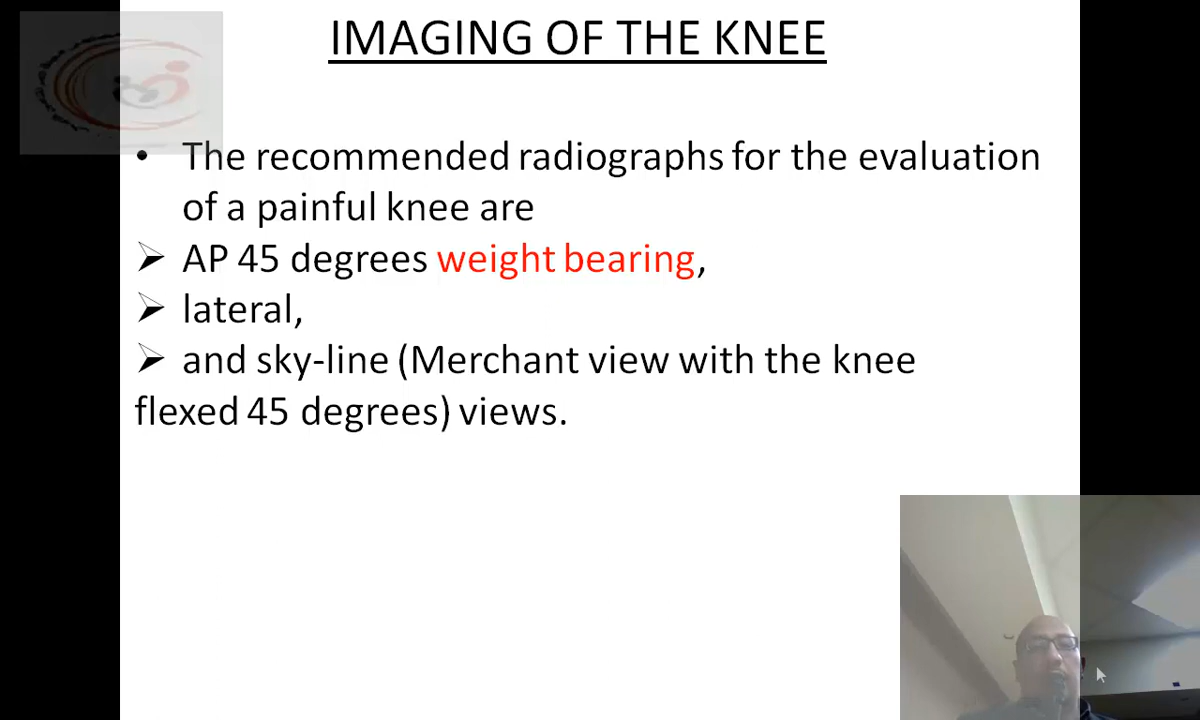 IMAGING OF THE KNEE
• The recommended radiographs for the evaluation
of a painful knee are
➢ AP 45 degrees weight bearing,
➢ lateral,
➢ and sky-line (Merchant view with the knee
flexed 45 degrees) views.